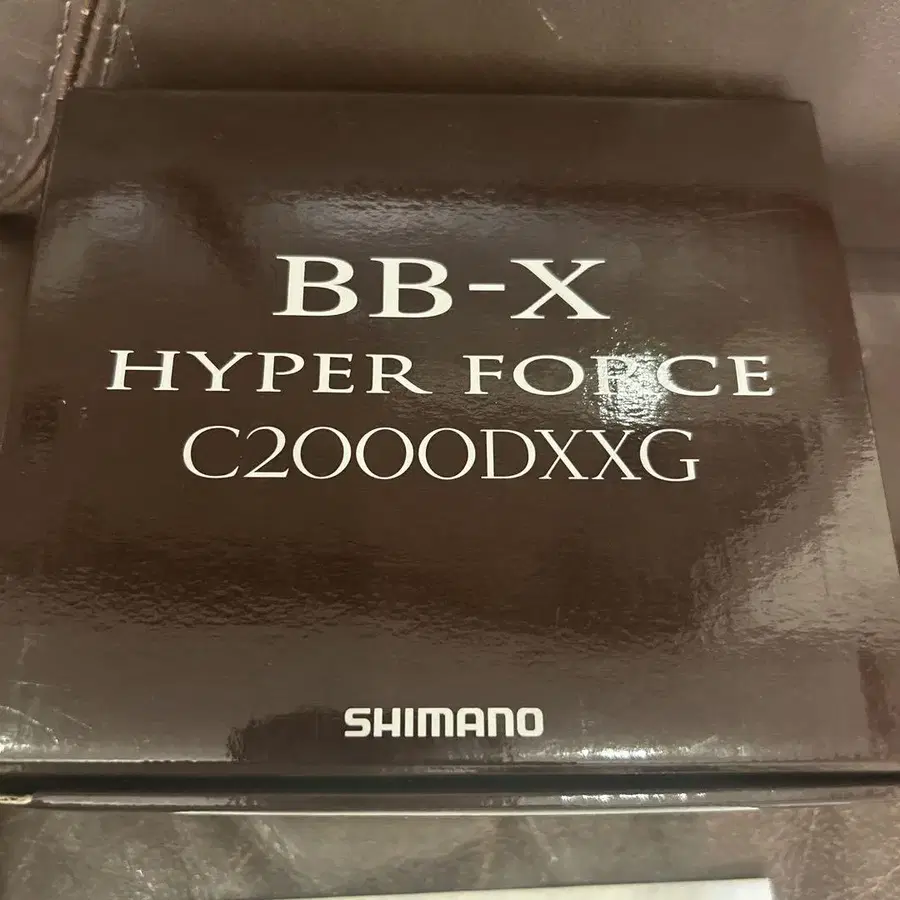 BB-X
HYPER FORCE
C2000DXXG
SHIMANO